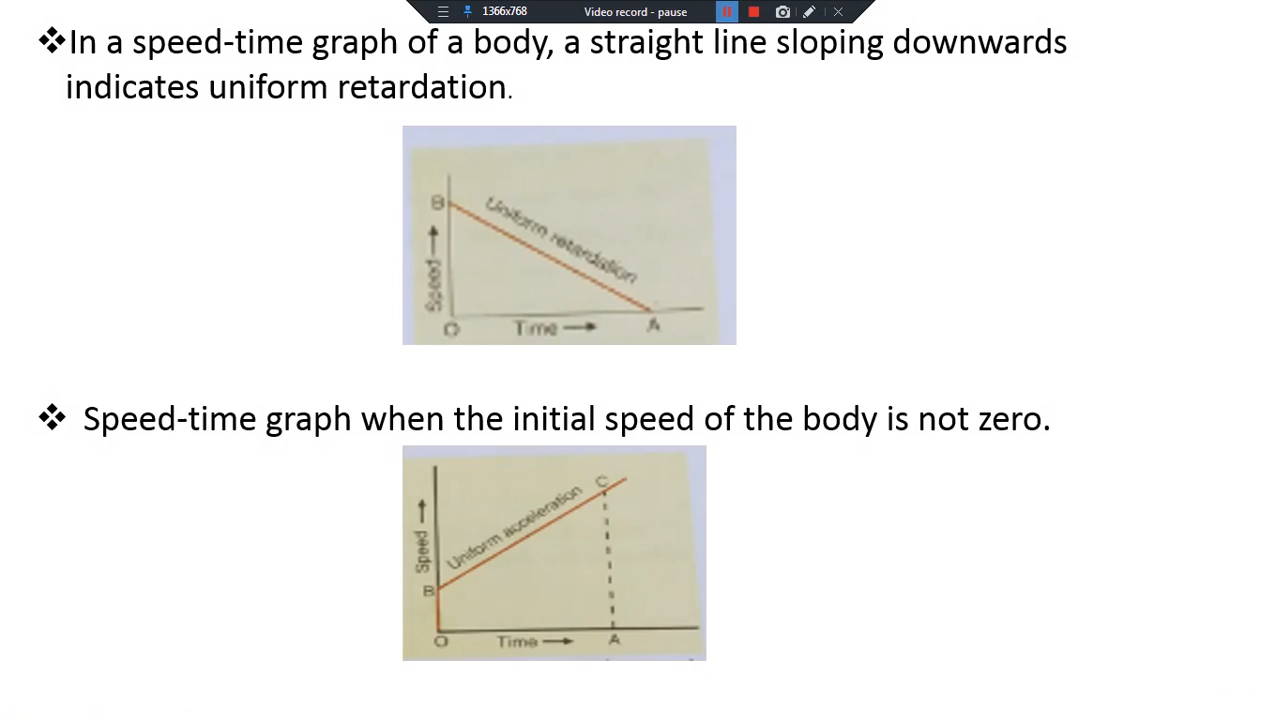 1366x768
Video record - pause
❖In a speed-time graph of a body, a straight line sloping downwards
indicates uniform retardation.
B
Uniform retardation
Speed
O
Time
A
❖ Speed-time graph when the initial speed of the body is not zero.
C
Uniform acceleration
Speed
B
O
Time
A